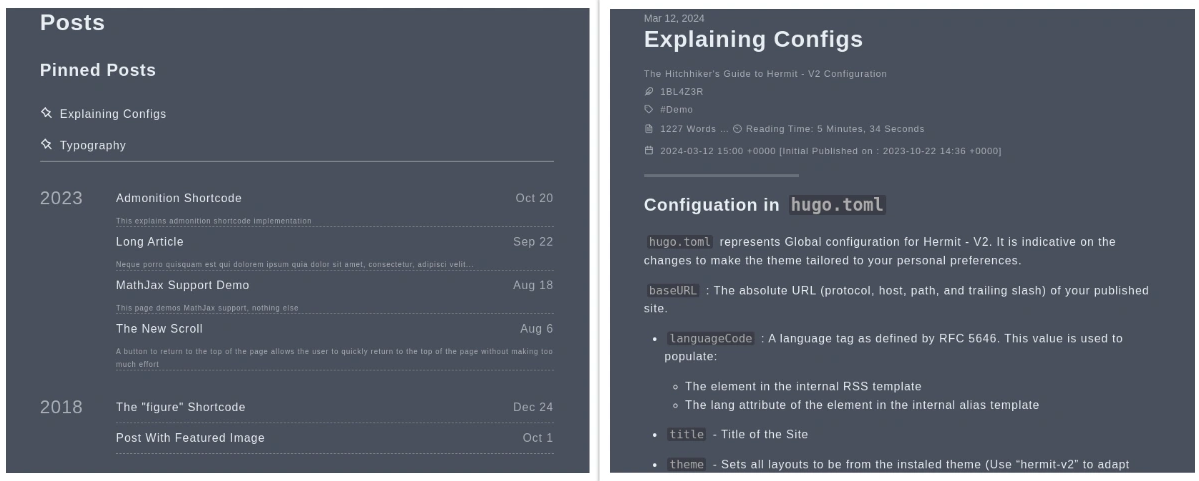 Posts
Pinned Posts
Explaining Configs
Typography
2023
Admonition Shortcode Oct 20
This explains admonition shortcode implementation
Long Article Sep 22
Neque porro quisquam est qui dolorem ipsum quia dolor sit amet, consectetur, adipisci velit...
MathJax Support Demo Aug 18
This page demos MathJax support, nothing else
The New Scroll Aug 6
A button to return to the top of the page allows the user to quickly return to the top of the page without making too
much effort
2018
The "figure" Shortcode Dec 24
Post With Featured Image Oct 1
Mar 12, 2024
Explaining Configs
The Hitchhiker's Guide to Hermit - V2 Configuration
1BL4Z3R
#Demo
1227 Words ... Reading Time: 5 Minutes, 34 Seconds
2024-03-12 15:00 +0000 [Initial Published on : 2023-10-22 14:36 +0000]
Configuation in hugo.toml
hugo.toml represents Global configuration for Hermit - V2. It is indicative on the
changes to make the theme tailored to your personal preferences.
baseURL : The absolute URL (protocol, host, path, and trailing slash) of your published
site.
• languageCode : A language tag as defined by RFC 5646. This value is used to
populate:
◦ The element in the internal RSS template
◦ The lang attribute of the element in the internal alias template
• title - Title of the Site
• theme - Sets all layouts to be from the instaled theme (Use “hermit-v2” to adapt